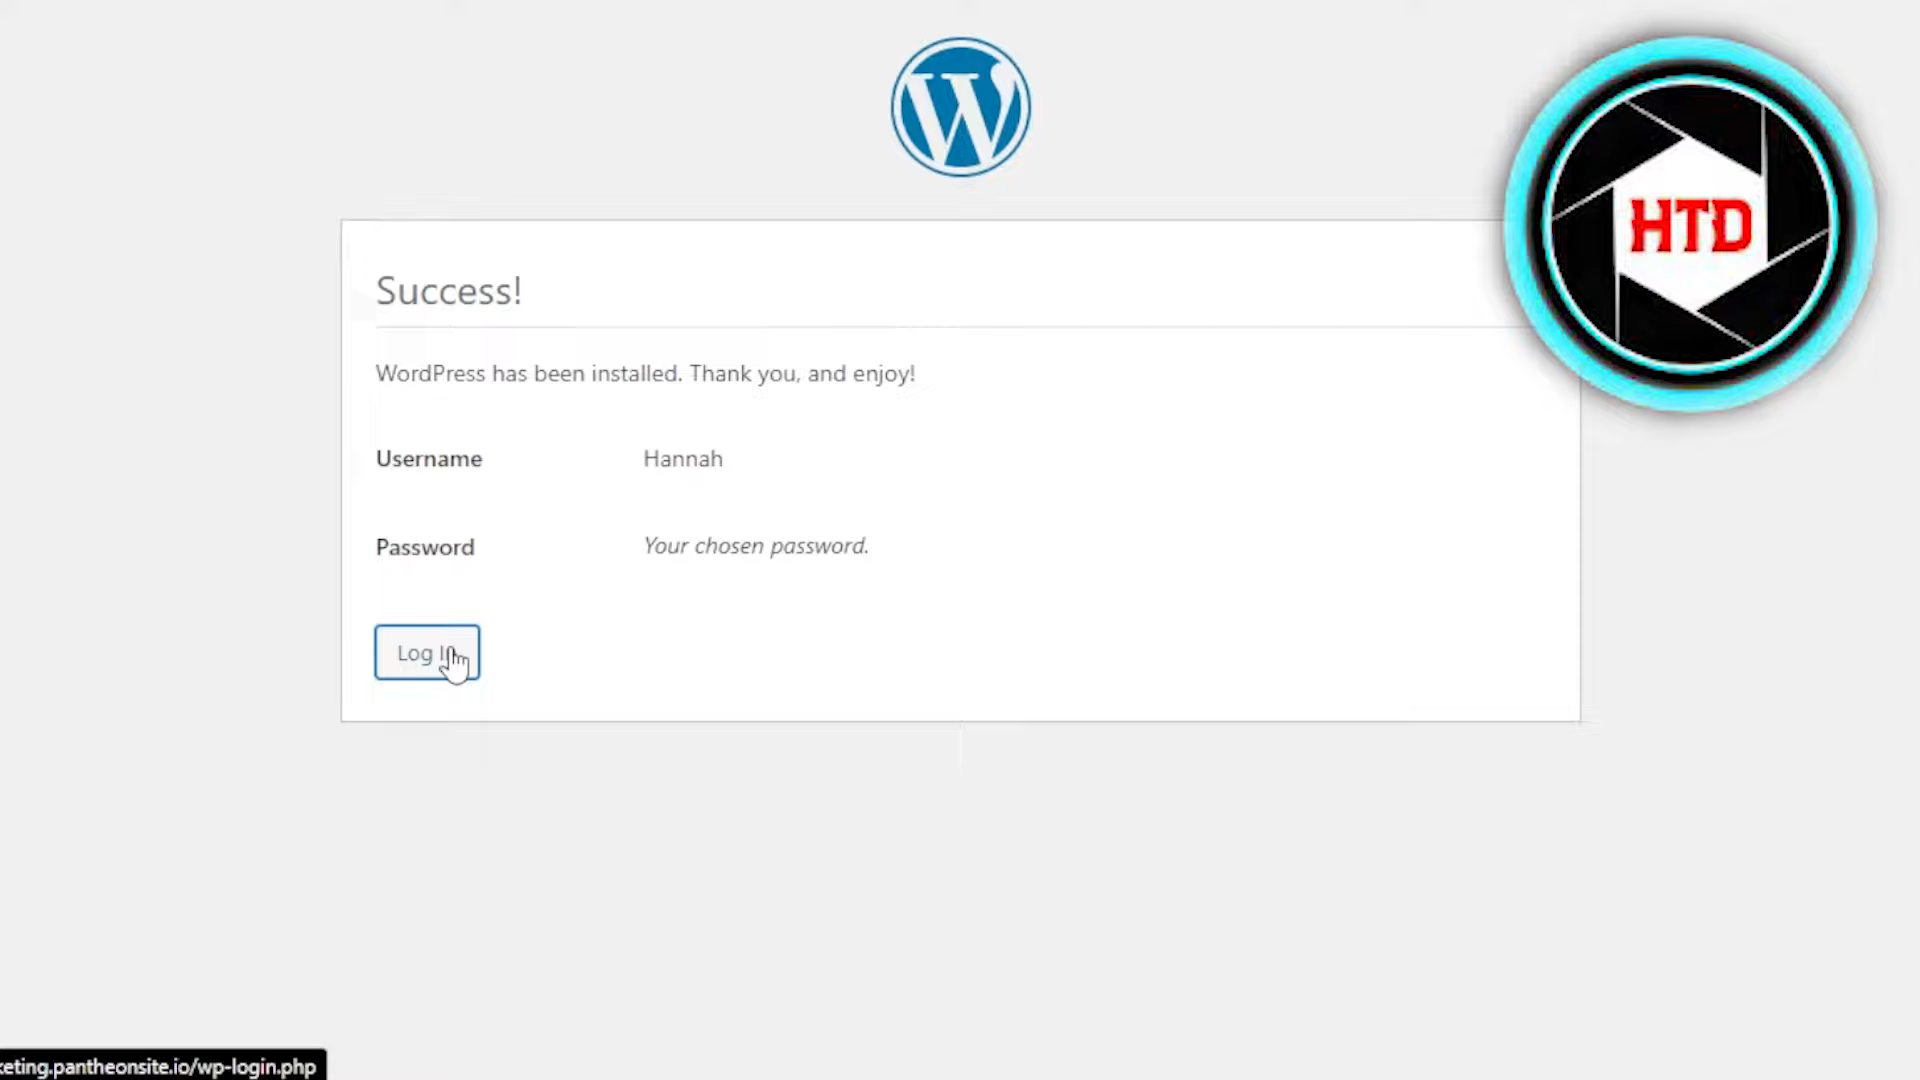 HTD
Success!
WordPress has been installed. Thank you, and enjoy!
Username Hannah
Password Your chosen password.
Log In
keting.pantheonsite.io/wp-login.php